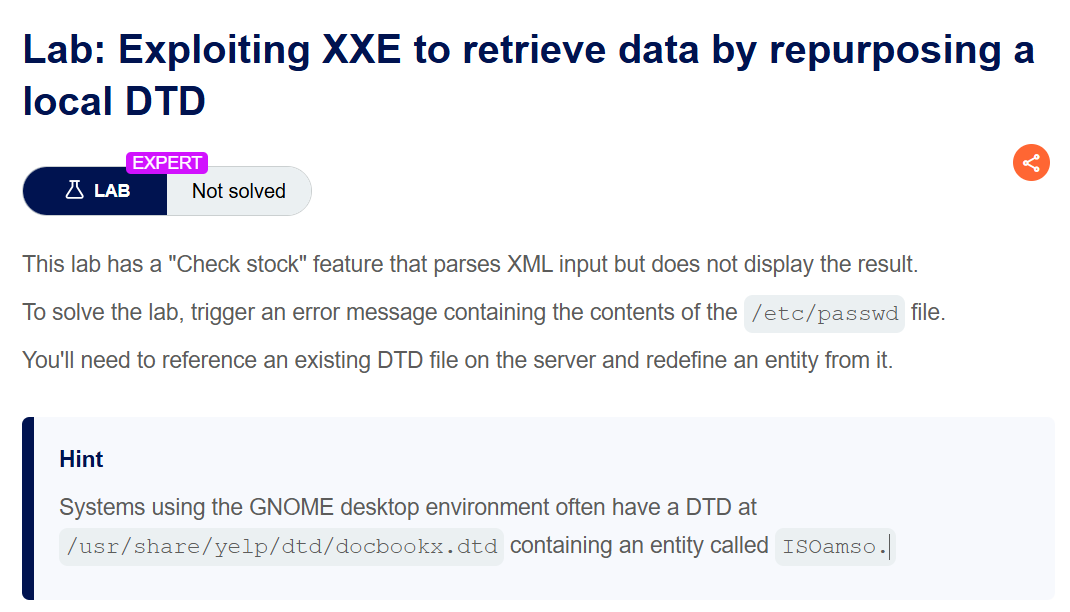 Lab: Exploiting XXE to retrieve data by repurposing a
local DTD
EXPERT
LAB
Not solved
This lab has a "Check stock" feature that parses XML input but does not display the result.
To solve the lab, trigger an error message containing the contents of the /etc/passwd file.
You'll need to reference an existing DTD file on the server and redefine an entity from it.
Hint
Systems using the GNOME desktop environment often have a DTD at
/usr/share/yelp/dtd/docbookx.dtd containing an entity called ISOamso.